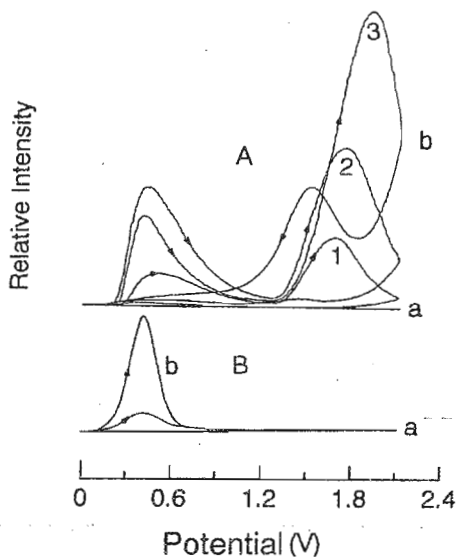 Relative Intensity
3
A
b
2
1
a
b
B
a
0 0.6 1.2 1.8 2.4
Potential (V)